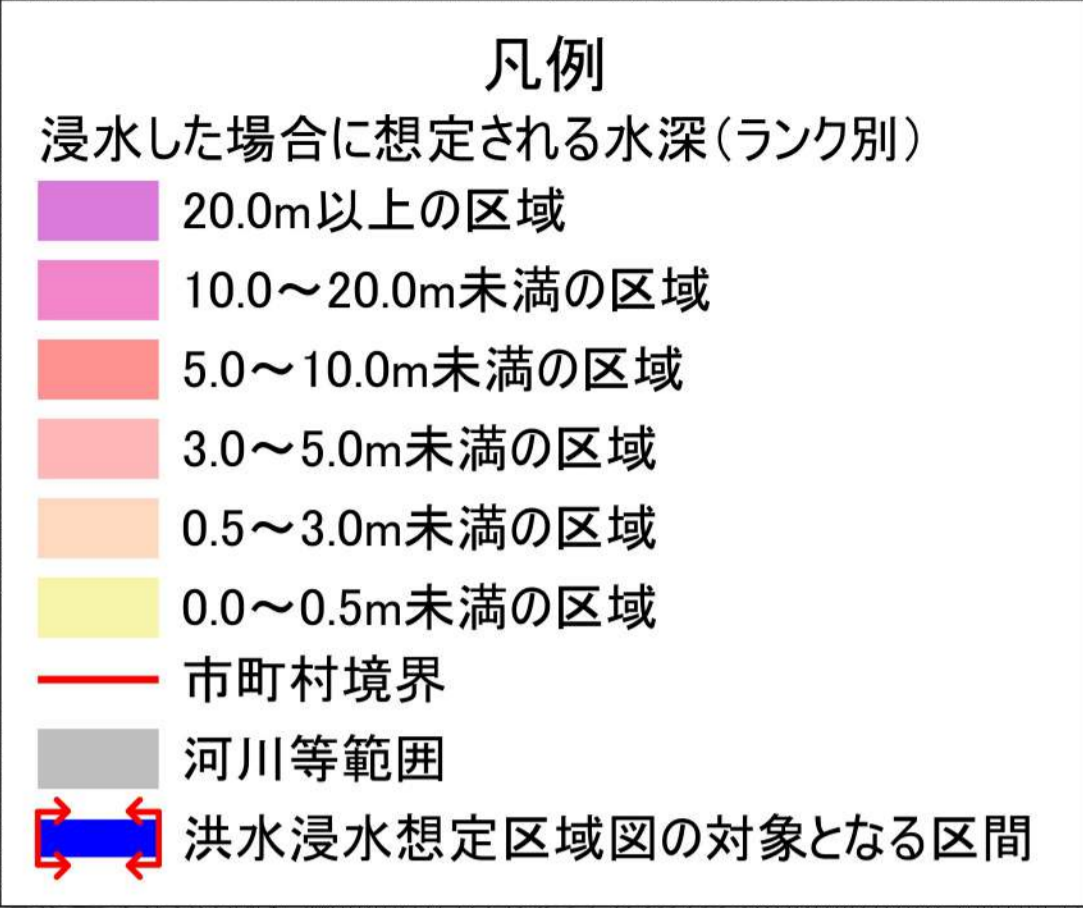 凡例
浸水した場合に想定される水深(ランク別)
20.0m以上の区域
10.0～20.0m未満の区域
5.0～10.0m未満の区域
3.0～5.0m未満の区域
0.5～3.0m未満の区域
0.0～0.5m未満の区域
市町村境界
河川等範囲
洪水浸水想定区域図の対象となる区間